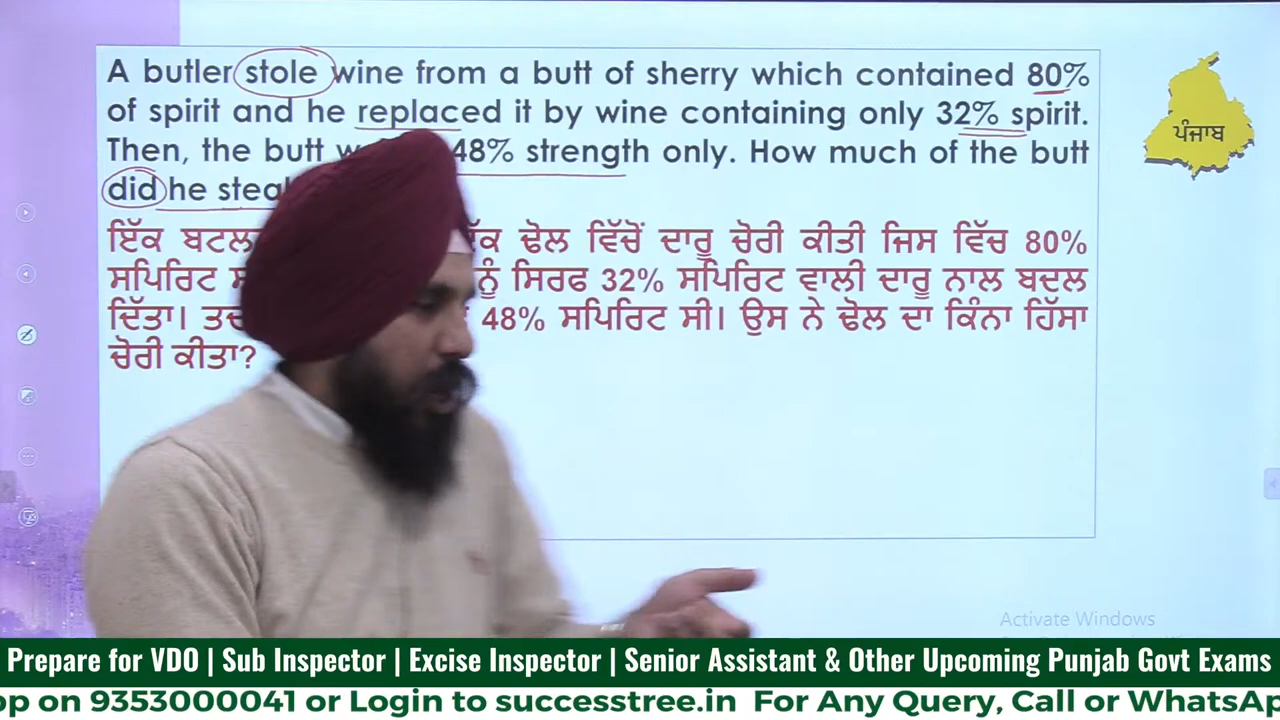 A butler stole wine from a butt of sherry which contained 80%
of spirit and he replaced it by wine containing only 32% spirit.
Then, the butt 48% strength only. How much of the butt
did he steal
ਪੰਜਾਬ
ਇੱਕ ਢੋਲ ਵਿੱਚੋਂ ਦਾਰੂ ਚੋਰੀ ਕੀਤੀ ਜਿਸ ਵਿੱਚ 80%
ਸਪਿਰਿਟ ਸਿਰਫ 32% ਸਪਿਰਿਟ ਵਾਲੀ ਦਾਰੂ ਨਾਲ ਬਦਲ
ਦਿੱਤਾ। 48% ਸਪਿਰਿਟ ਸੀ। ਉਸ ਨੇ ਢੋਲ ਦਾ ਕਿੰਨਾ ਹਿੱਸਾ
ਚੋਰੀ ਕੀਤਾ?
Activate Windows
Prepare for VDO | Sub Inspector | Excise Inspector | Senior Assistant & Other Upcoming Punjab Govt Exams
on 9353000041 or Login to successtree.in For Any Query, Call or